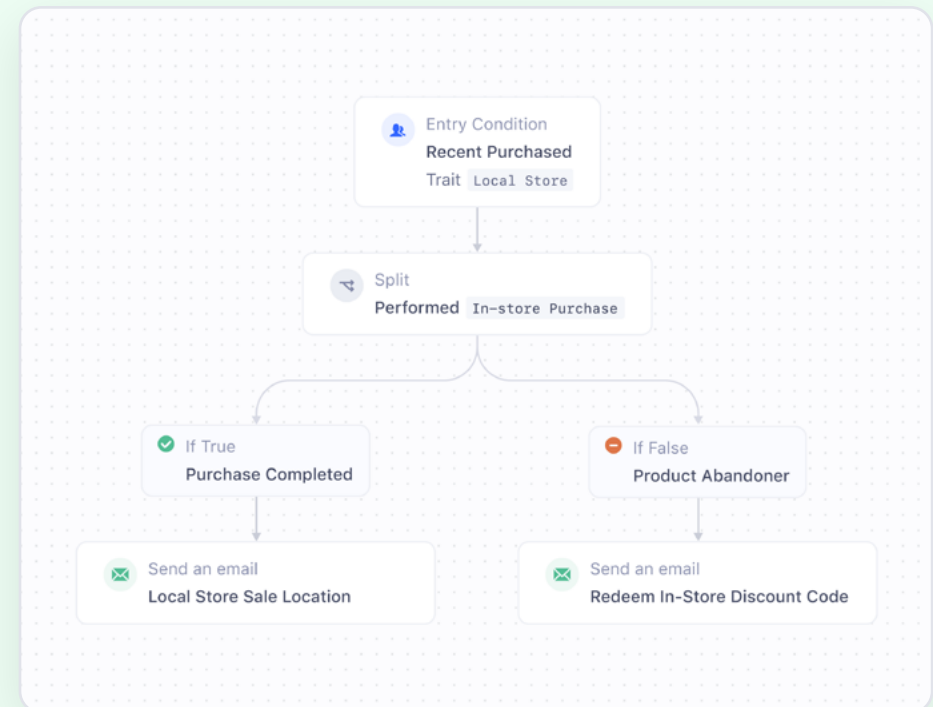 Entry Condition
Recent Purchased
Trait Local Store
Split
Performed In-store Purchase
If True
Purchase Completed
If False
Product Abandoner
Send an email
Local Store Sale Location
Send an email
Redeem In-Store Discount Code